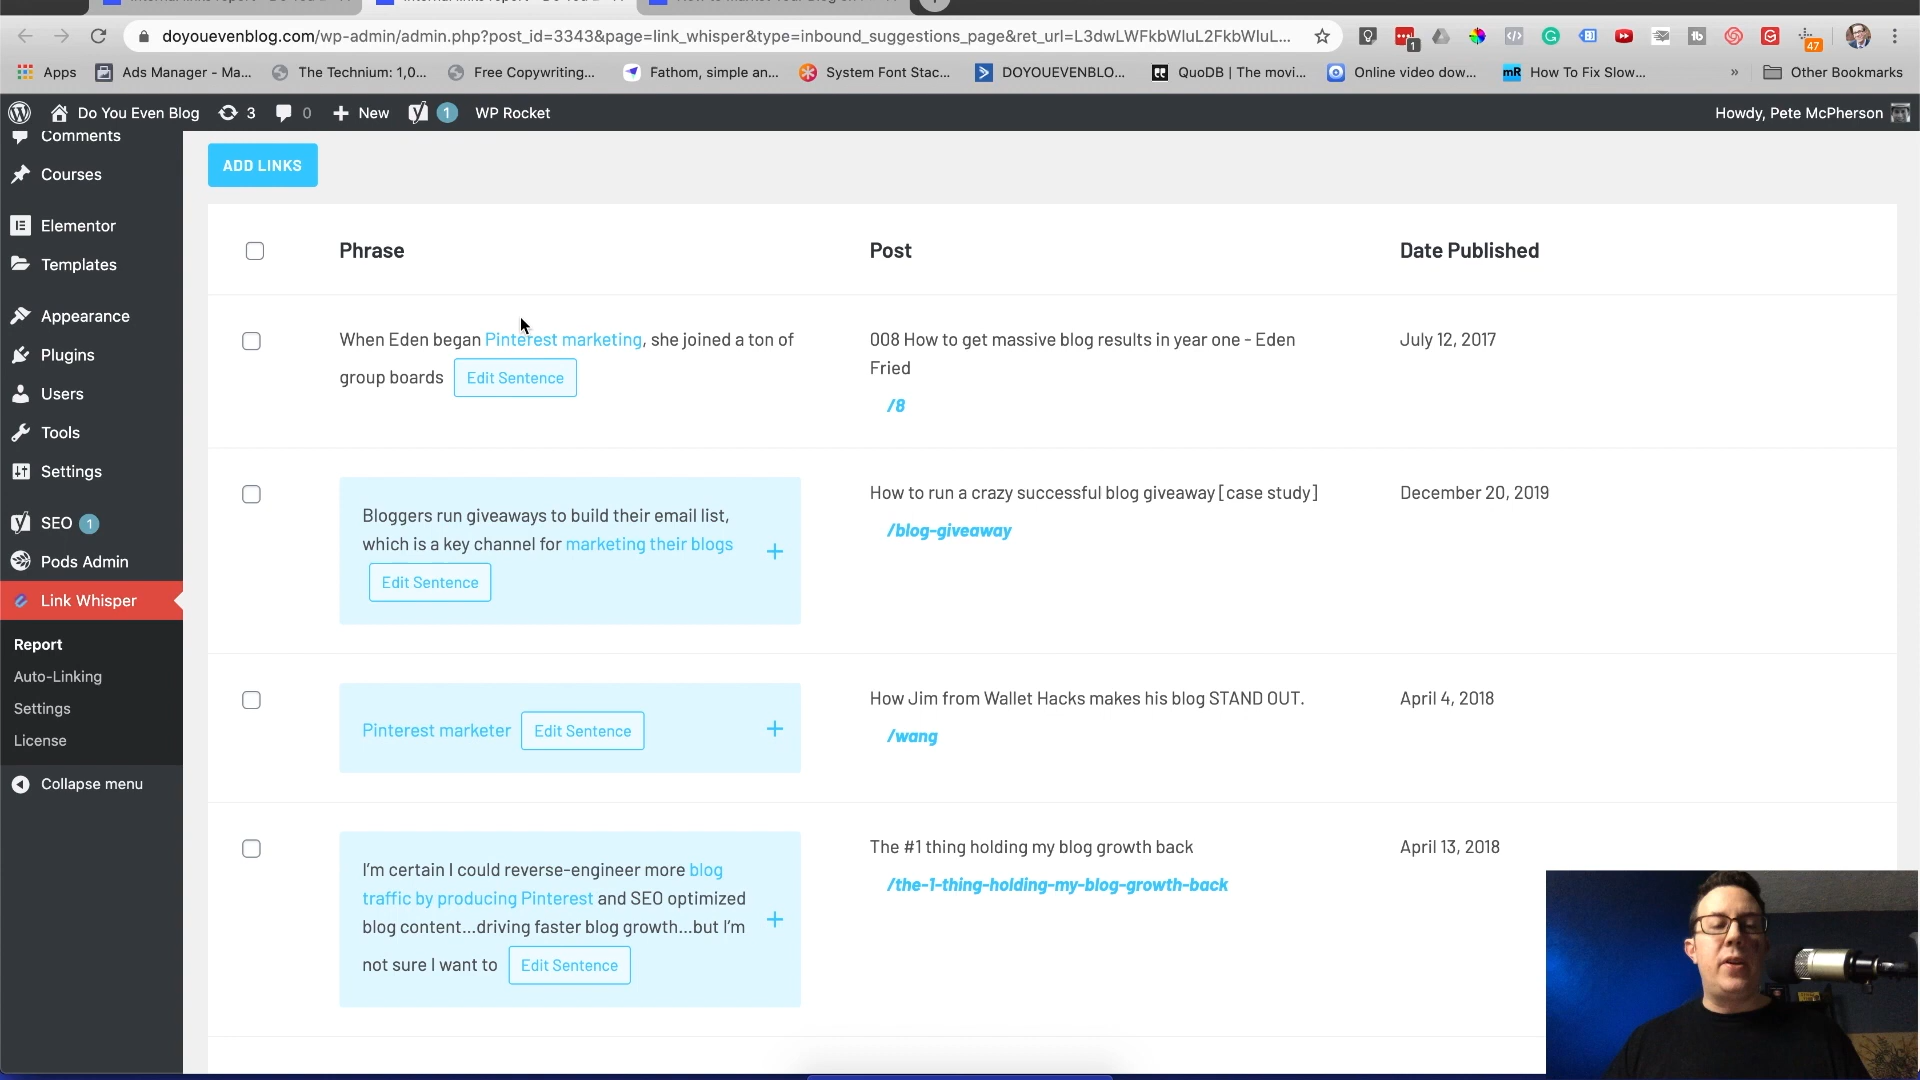 doyouevenblog.com/wp-admin/admin.php?post_id=3343&page=link_whisper&type=inbound_suggestions_page&ret_url=L3dwLWFkbWluL2FkbWluL...
1
47
Apps
Ads Manager - Ma...
The Technium: 1,0...
Free Copywriting...
Fathom, simple an...
System Font Stac...
DOYOUEVENBLO...
QuoDB | The movi...
Online video dow...
How To Fix Slow...
»
Other Bookmarks
Do You Even Blog
3
0
New
1
WP Rocket
Howdy, Pete McPherson
Comments
Courses
Elementor
Templates
Appearance
Plugins
Users
Tools
Settings
SEO 1
Pods Admin
Link Whisper
Report
Auto-Linking
Settings
License
Collapse menu
ADD LINKS
Phrase
Post
Date Published
When Eden began Pinterest marketing, she joined a ton of
group boards Edit Sentence
008 How to get massive blog results in year one - Eden
Fried
/8
July 12, 2017
Bloggers run giveaways to build their email list,
which is a key channel for marketing their blogs
Edit Sentence
+
How to run a crazy successful blog giveaway [case study]
/blog-giveaway
December 20, 2019
Pinterest marketer Edit Sentence
+
How Jim from Wallet Hacks makes his blog STAND OUT.
/wang
April 4, 2018
I'm certain I could reverse-engineer more blog
traffic by producing Pinterest and SEO optimized
blog content...driving faster blog growth...but I'm
not sure I want to Edit Sentence
+
The #1 thing holding my blog growth back
/the-1-thing-holding-my-blog-growth-back
April 13, 2018